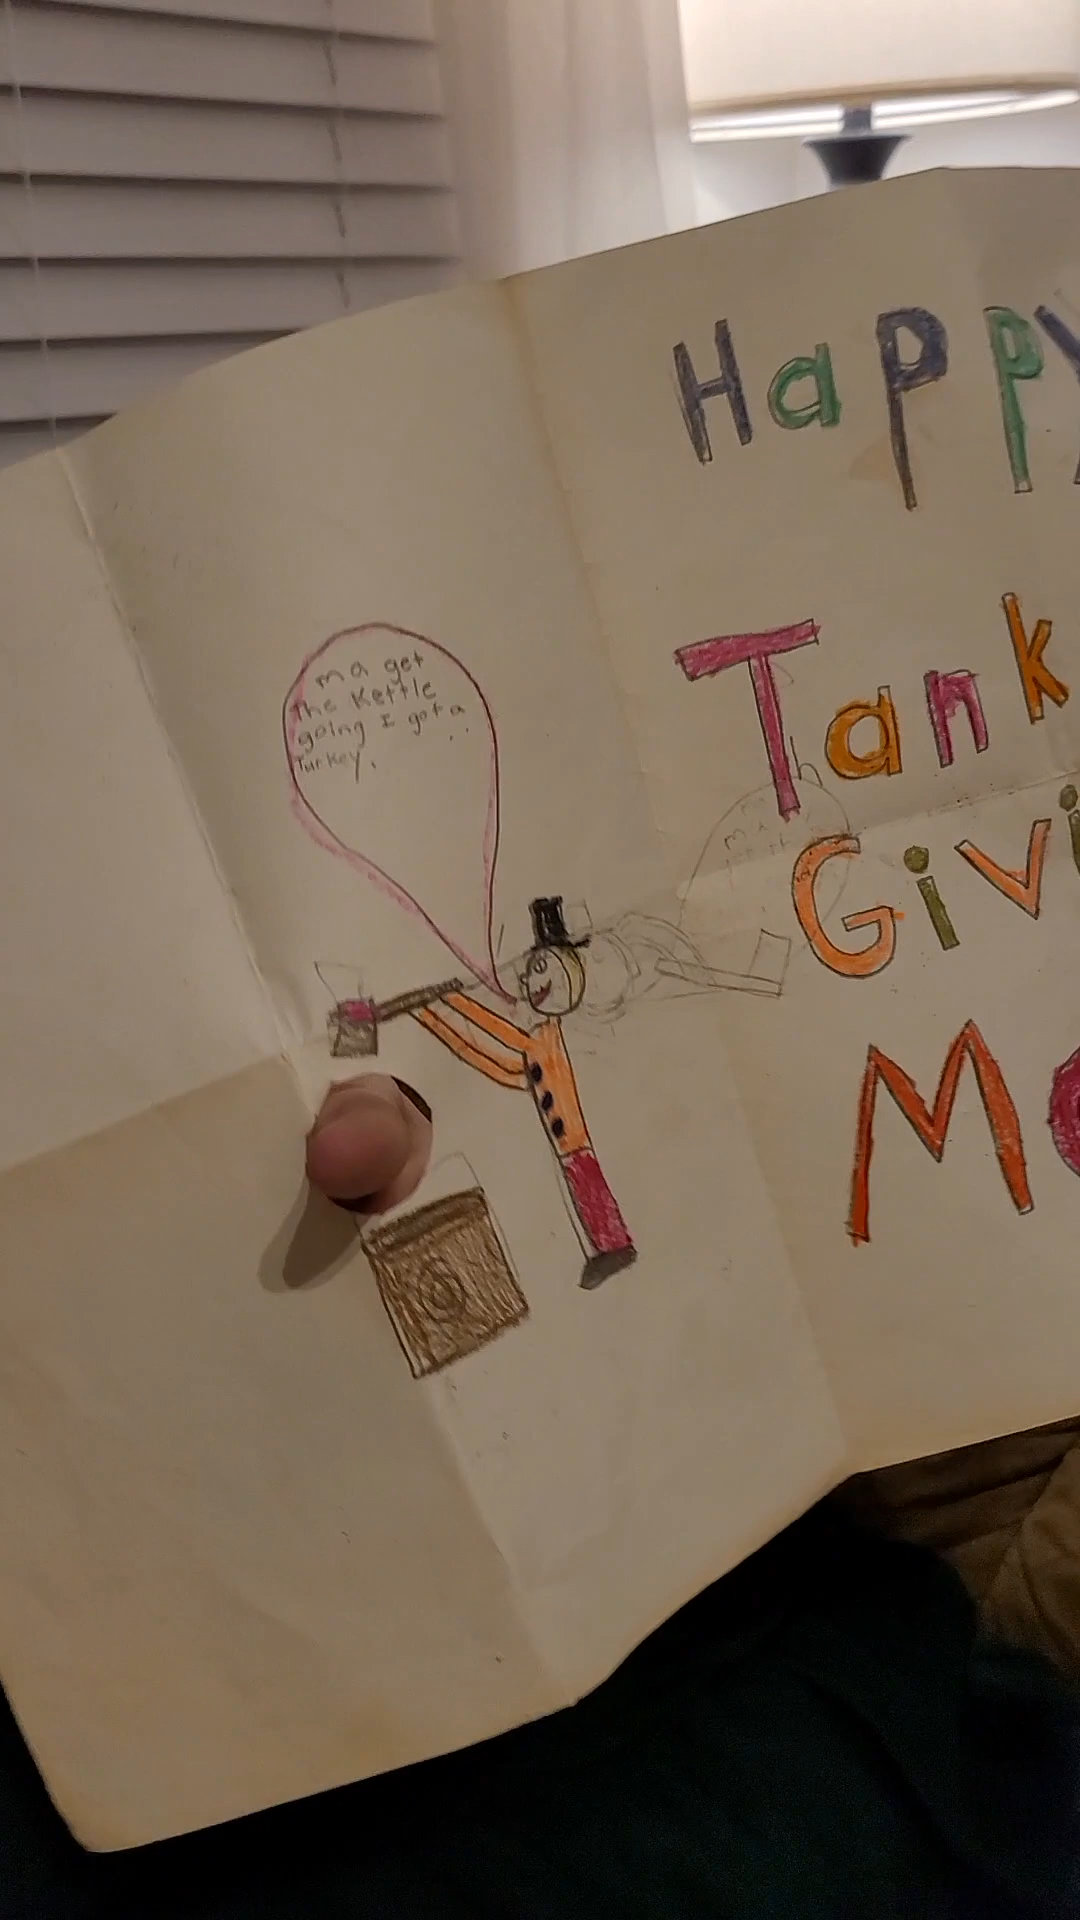 Happy
Tank
Givi
Mo
ma get
The Kettle
going I got a
Turkey.